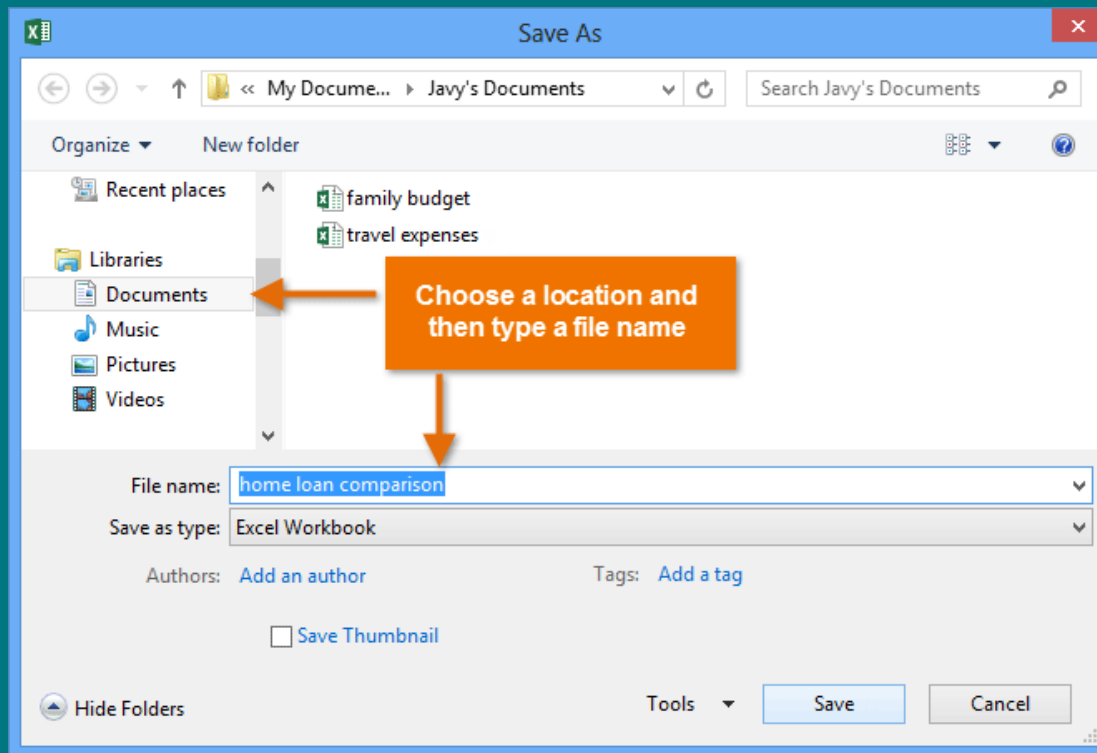 Save As
« My Docume... Javy's Documents
Search Javy's Documents
Organize
New folder
Recent places
Libraries
Documents
Music
Pictures
Videos
family budget
travel expenses
Choose a location and
then type a file name
File name: home loan comparison
Save as type: Excel Workbook
Authors: Add an author
Tags: Add a tag
Save Thumbnail
Hide Folders
Tools
Save
Cancel